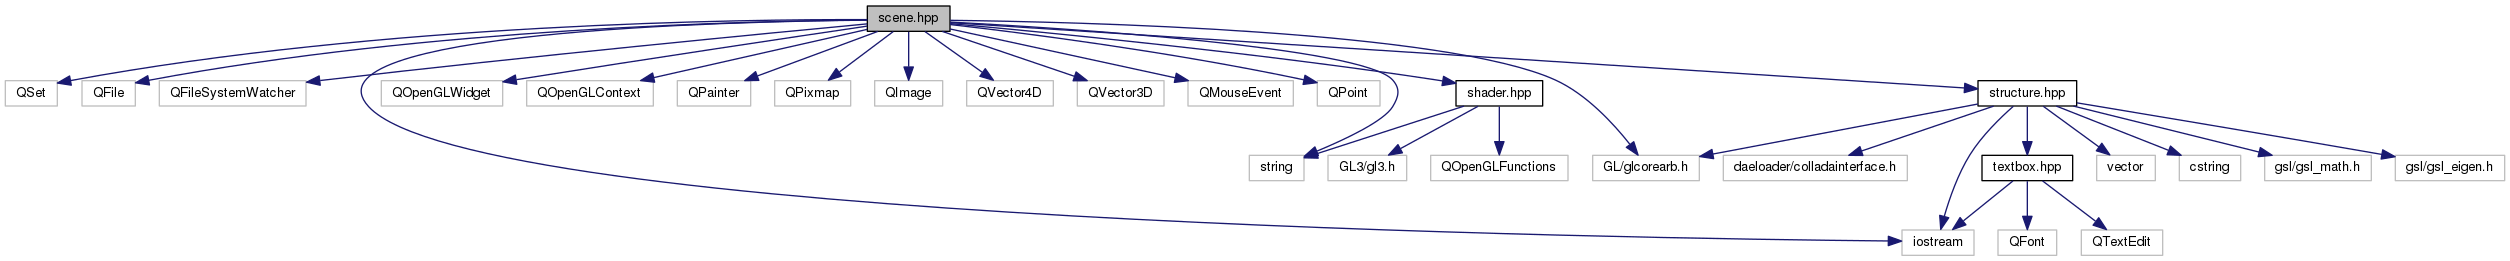 scene.hpp
QSet
QFile
QFileSystemWatcher
QOpenGLWidget
QOpenGLContext
QPainter
QPixmap
QImage
QVector4D
QVector3D
QMouseEvent
QPoint
shader.hpp
structure.hpp
string
GL3/gl3.h
QOpenGLFunctions
GL/glcorearb.h
daeloader/colladainterface.h
textbox.hpp
vector
cstring
gsl/gsl_math.h
gsl/gsl_eigen.h
iostream
QFont
QTextEdit